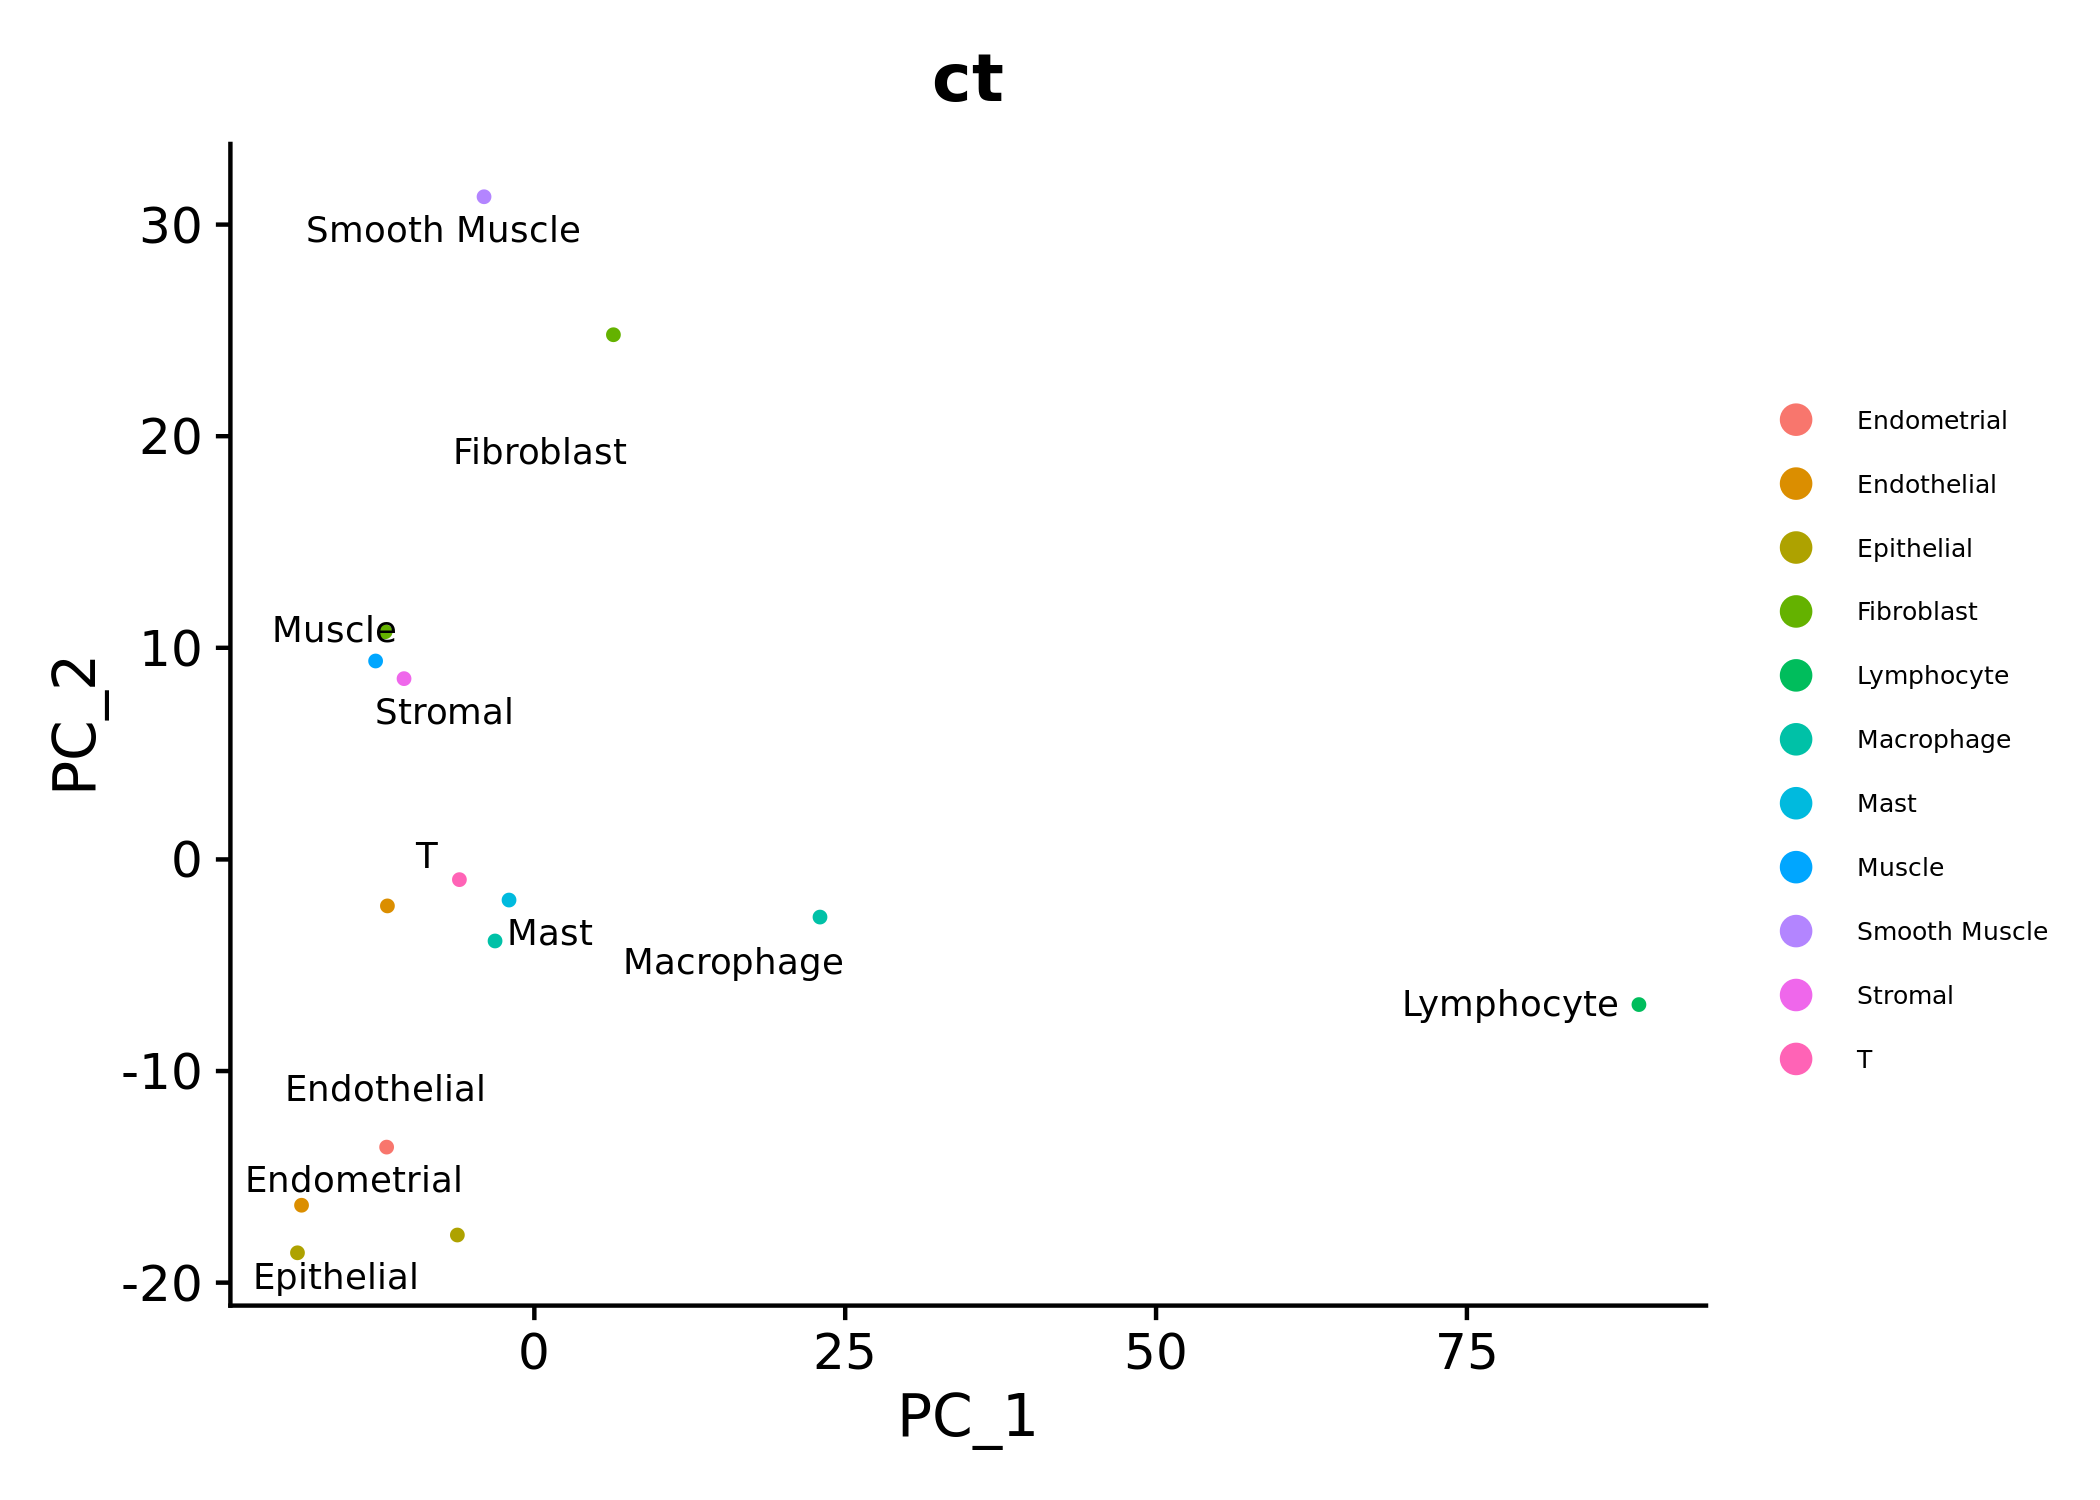 ct
PC_2
30
20
10
0
-10
-20
Smooth Muscle
Fibroblast
Muscle
Stromal
T
Mast
Macrophage
Lymphocyte
Endothelial
Endometrial
Epithelial
0
25
50
75
PC_1
Endometrial
Endothelial
Epithelial
Fibroblast
Lymphocyte
Macrophage
Mast
Muscle
Smooth Muscle
Stromal
T